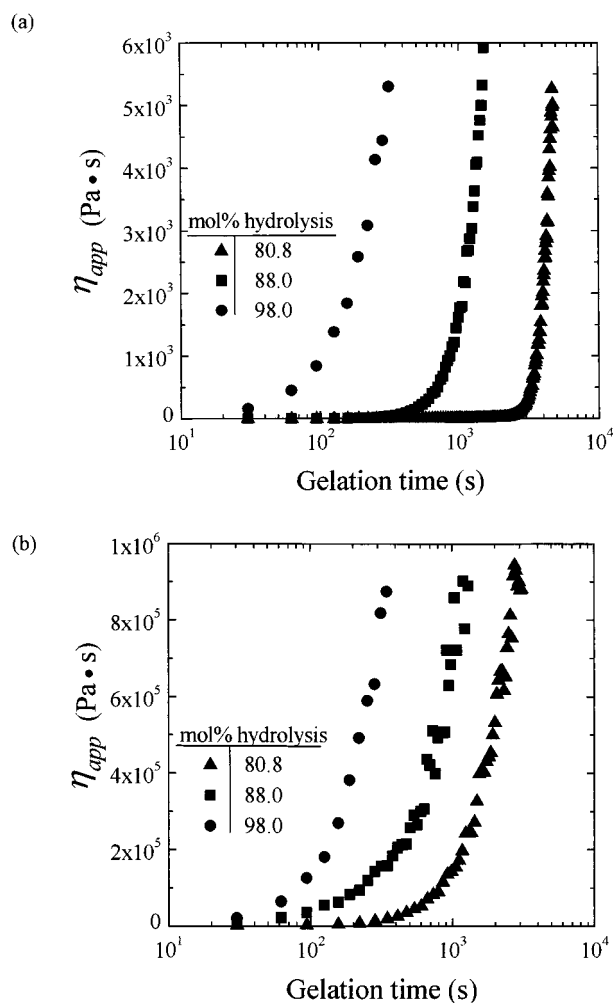 (a)
6x10³
5x10³
4x10³
3x10³
2x10³
1x10³
0
η_app (Pa•s)
mol% hydrolysis
▲ 80.8
■ 88.0
● 98.0
10¹ 10² 10³ 10⁴
Gelation time (s)
(b)
1x10⁶
8x10⁵
6x10⁵
4x10⁵
2x10⁵
0
η_app (Pa•s)
mol% hydrolysis
▲ 80.8
■ 88.0
● 98.0
10¹ 10² 10³ 10⁴
Gelation time (s)